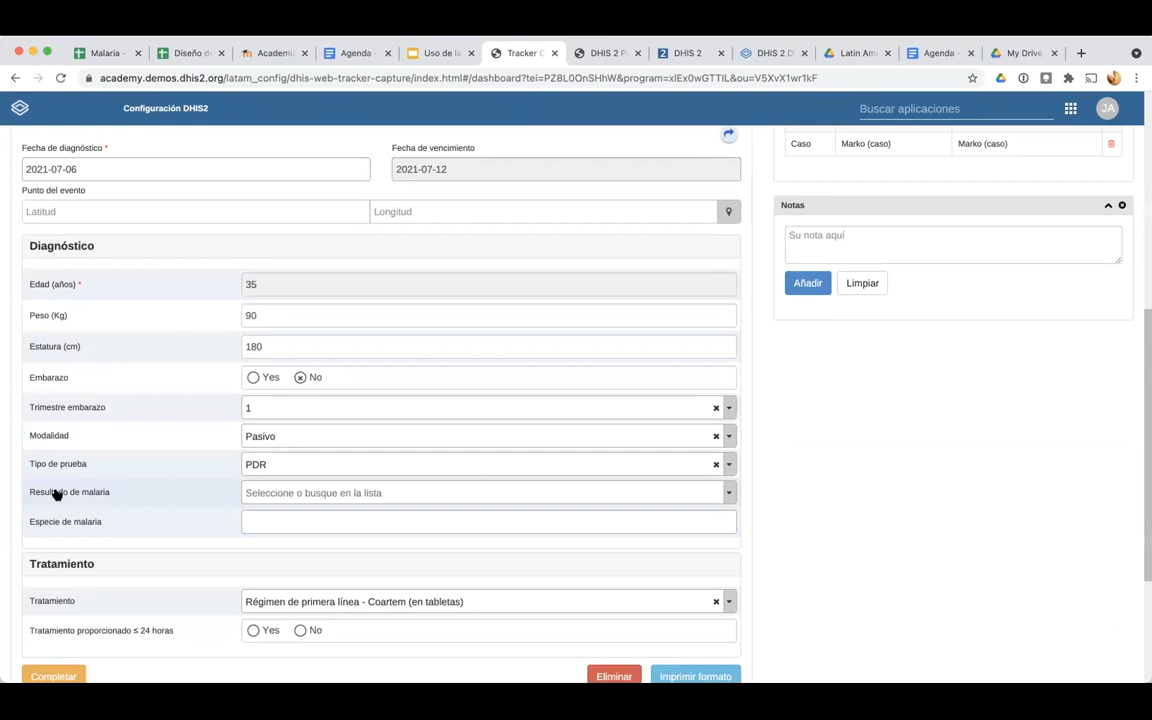 Malaria
Diseño d
Academi
Agenda -
Uso de la
Tracker C
DHIS 2 P
DHIS 2
DHIS 2 D
Latin Am
Agenda -
My Drive
academy.demos.dhis2.org/latam_config/dhis-web-tracker-capture/index.html#/dashboard?tei=PZ8L0OnSHhW&program=xIEx0wGTTIL&ou=V5XvX1wr1kF
Configuración DHIS2
Buscar aplicaciones
JA
Fecha de diagnóstico *
Fecha de vencimiento
2021-07-06
2021-07-12
Punto del evento
Latitud
Longitud
Diagnóstico
Edad (años) *
35
Peso (Kg)
90
Estatura (cm)
180
Embarazo
Yes
No
Trimestre embarazo
1
Modalidad
Pasivo
Tipo de prueba
PDR
Resultado de malaria
Seleccione o busque en la lista
Especie de malaria
Tratamiento
Tratamiento
Régimen de primera línea - Coartem (en tabletas)
Tratamiento proporcionado ≤ 24 horas
Yes
No
Completar
Eliminar
Imprimir formato
Caso
Marko (caso)
Marko (caso)
Notas
Su nota aquí
Añadir
Limpiar